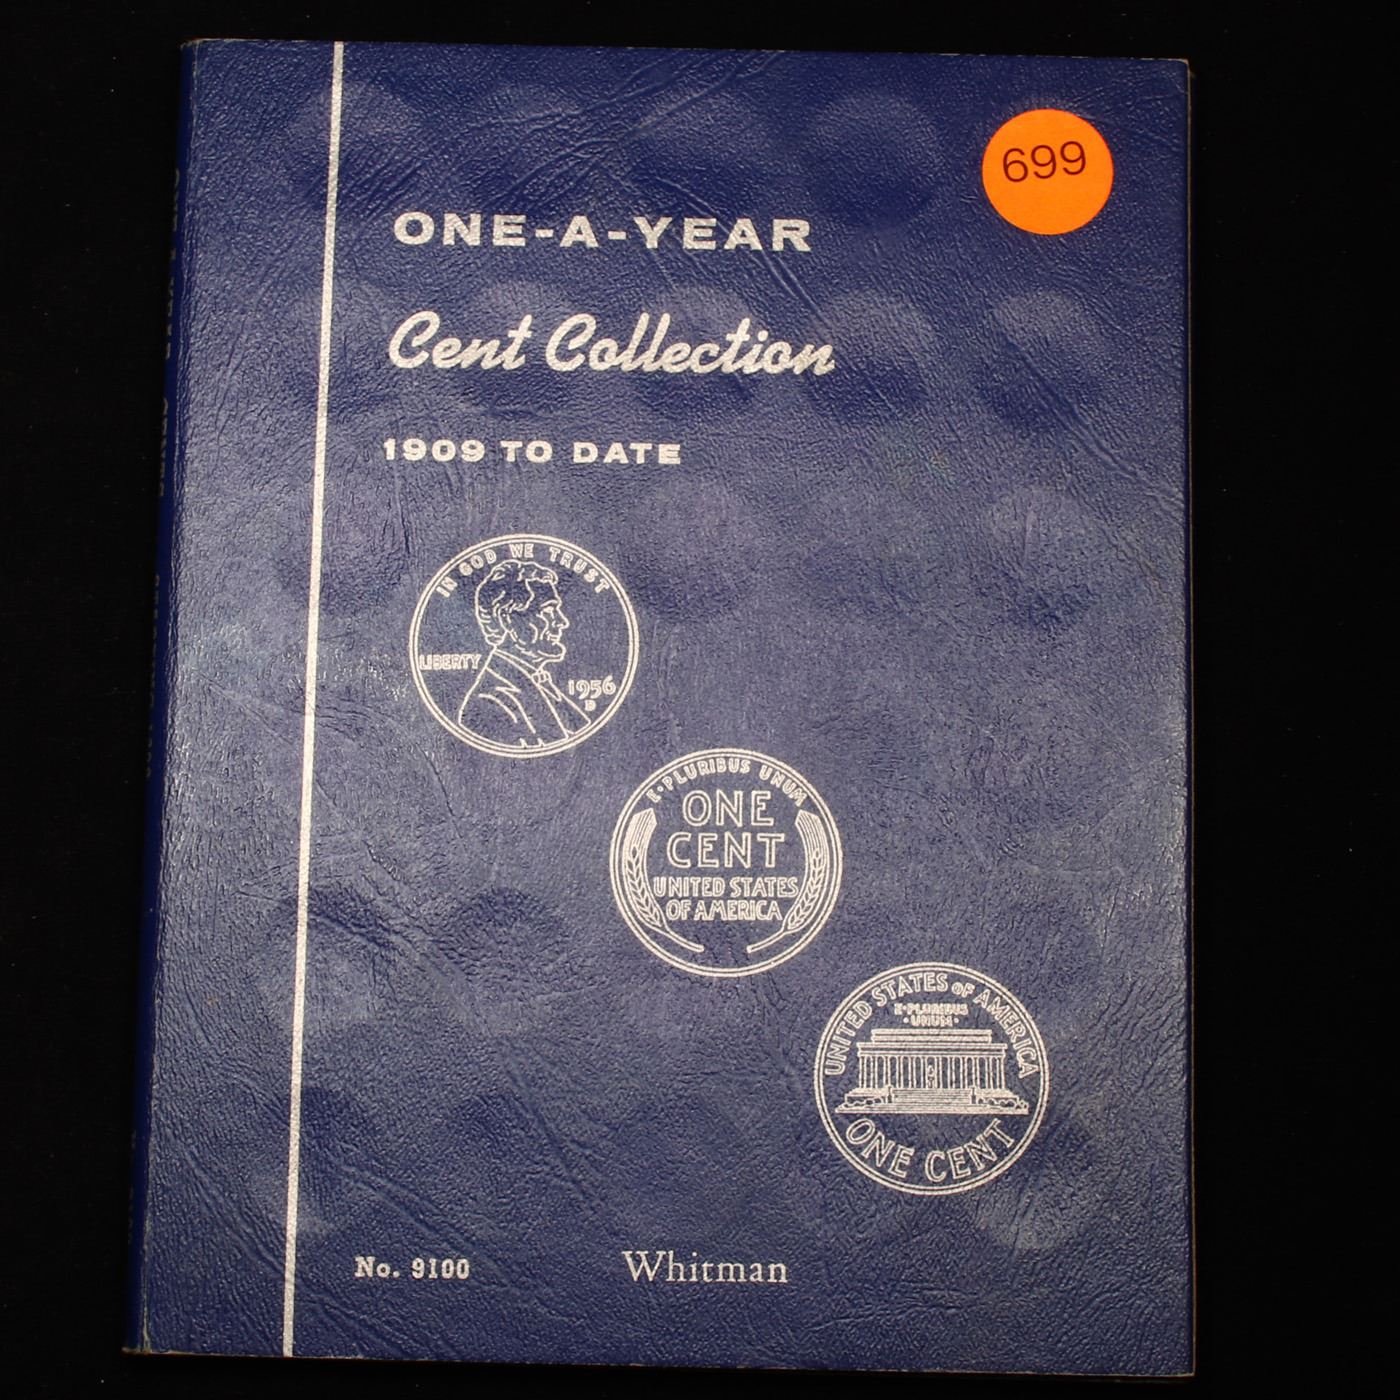 699
ONE-A-YEAR
Cent Collection
1909 TO DATE
IN GOD WE TRUST
LIBERTY
1956
D
E·PLURIBUS UNUM
ONE
CENT
UNITED STATES
OF AMERICA
UNITED STATES OF AMERICA
E·PLURIBUS
·UNUM·
ONE CENT
No. 9100
Whitman